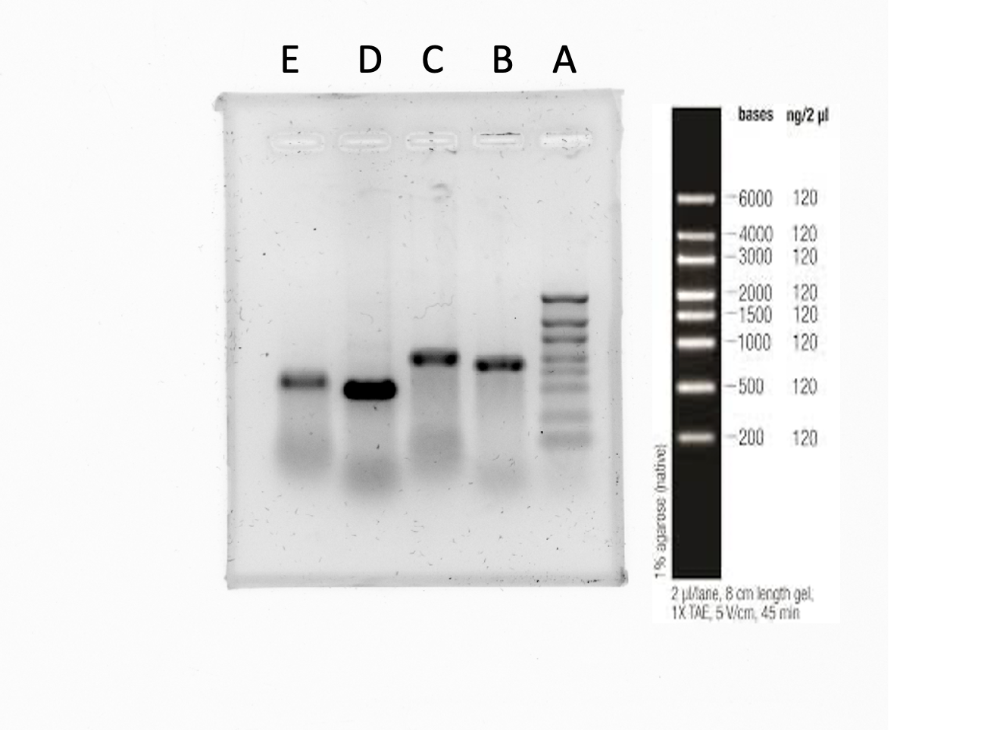 E D C B A
bases ng/2 µl
6000 120
4000 120
3000 120
2000 120
1500 120
1000 120
500 120
200 120
1% agarose (native)
2 µl/lane, 8 cm length gel,
1X TAE, 5 V/cm, 45 min